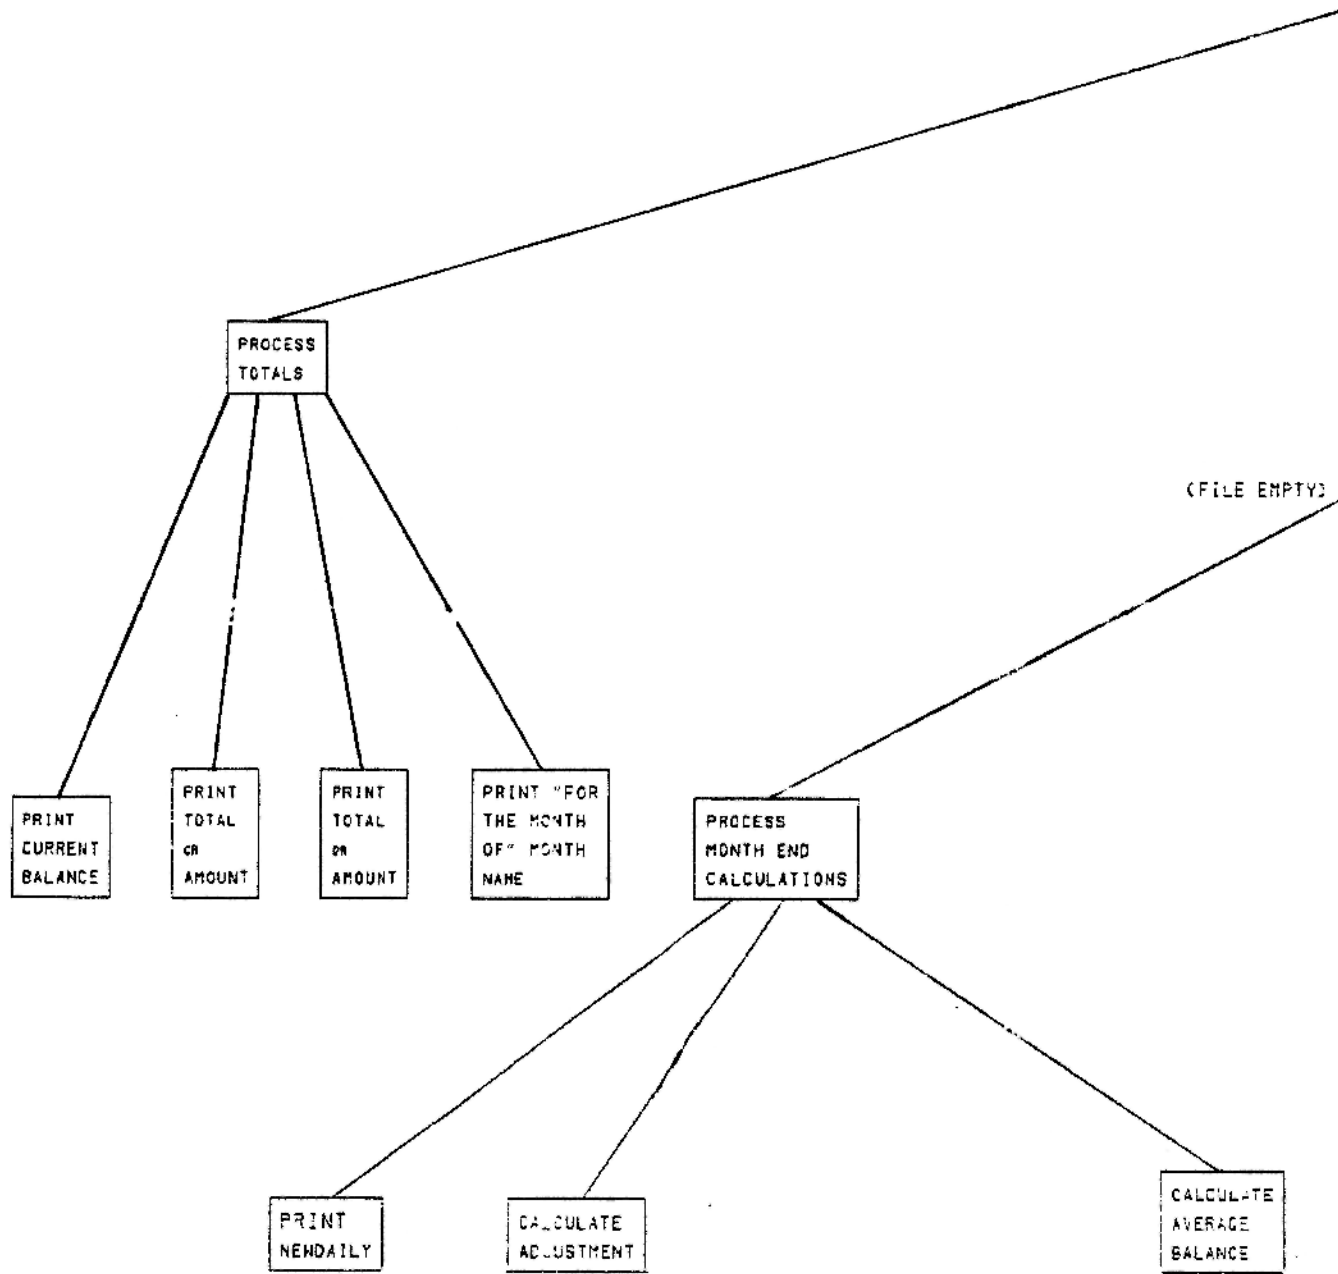 PROCESS
TOTALS
(FILE EMPTY)
PRINT
CURRENT
BALANCE
PRINT
TOTAL
CR
AMOUNT
PRINT
TOTAL
DR
AMOUNT
PRINT "FOR
THE MONTH
OF" MONTH
NAME
PROCESS
MONTH END
CALCULATIONS
PRINT
NEWDAILY
CALCULATE
ADJUSTMENT
CALCULATE
AVERAGE
BALANCE